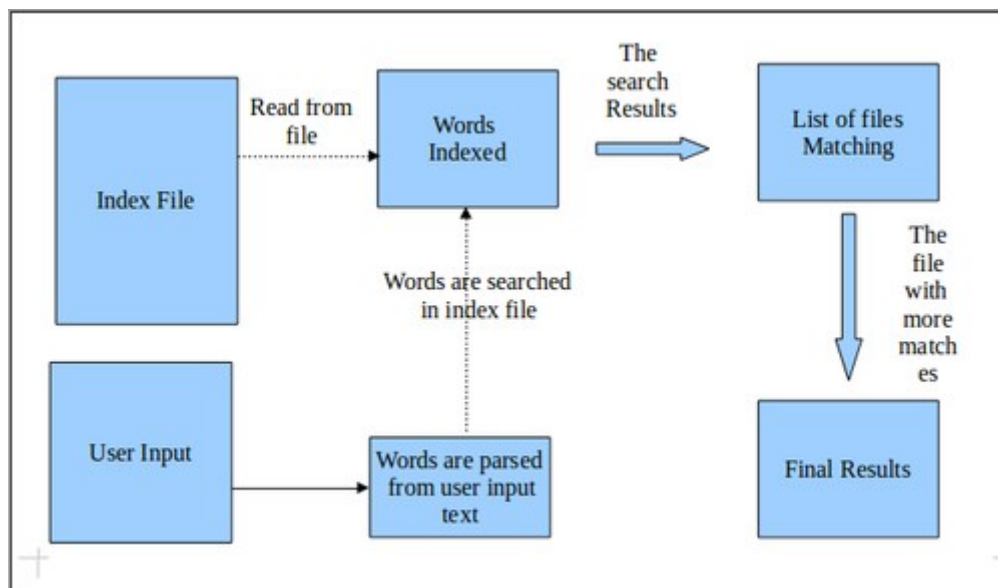 Index File
Read from
file
Words
Indexed
The
search
Results
List of files
Matching
Words are searched
in index file
The
file
with
more
match
es
User Input
Words are parsed
from user input
text
Final Results